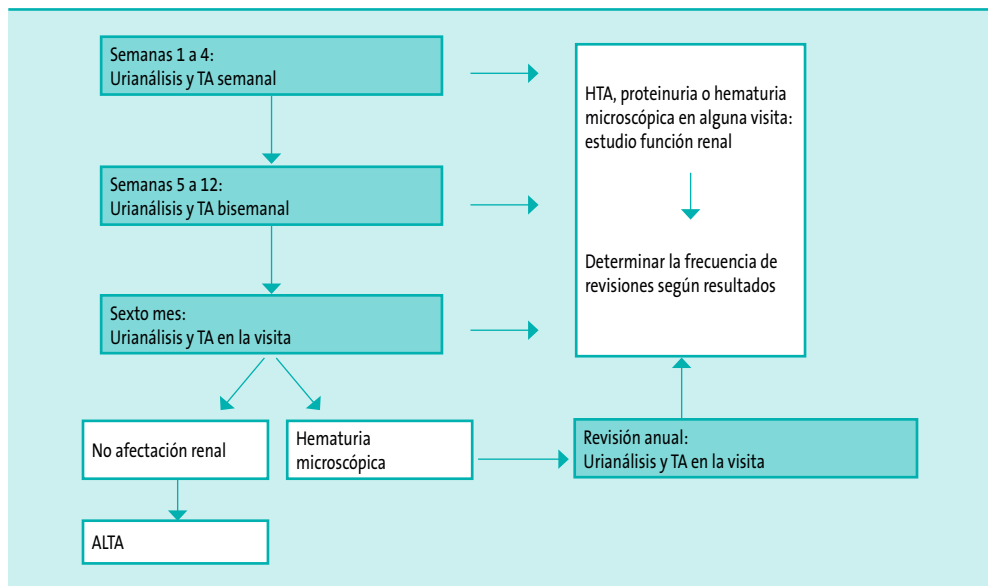 Semanas 1 a 4:
Urianálisis y TA semanal
HTA, proteinuria o hematuria
microscópica en alguna visita:
estudio función renal
Semanas 5 a 12:
Urianálisis y TA bisemanal
Determinar la frecuencia de
revisiones según resultados
Sexto mes:
Urianálisis y TA en la visita
No afectación renal
Hematuria
microscópica
Revisión anual:
Urianálisis y TA en la visita
ALTA